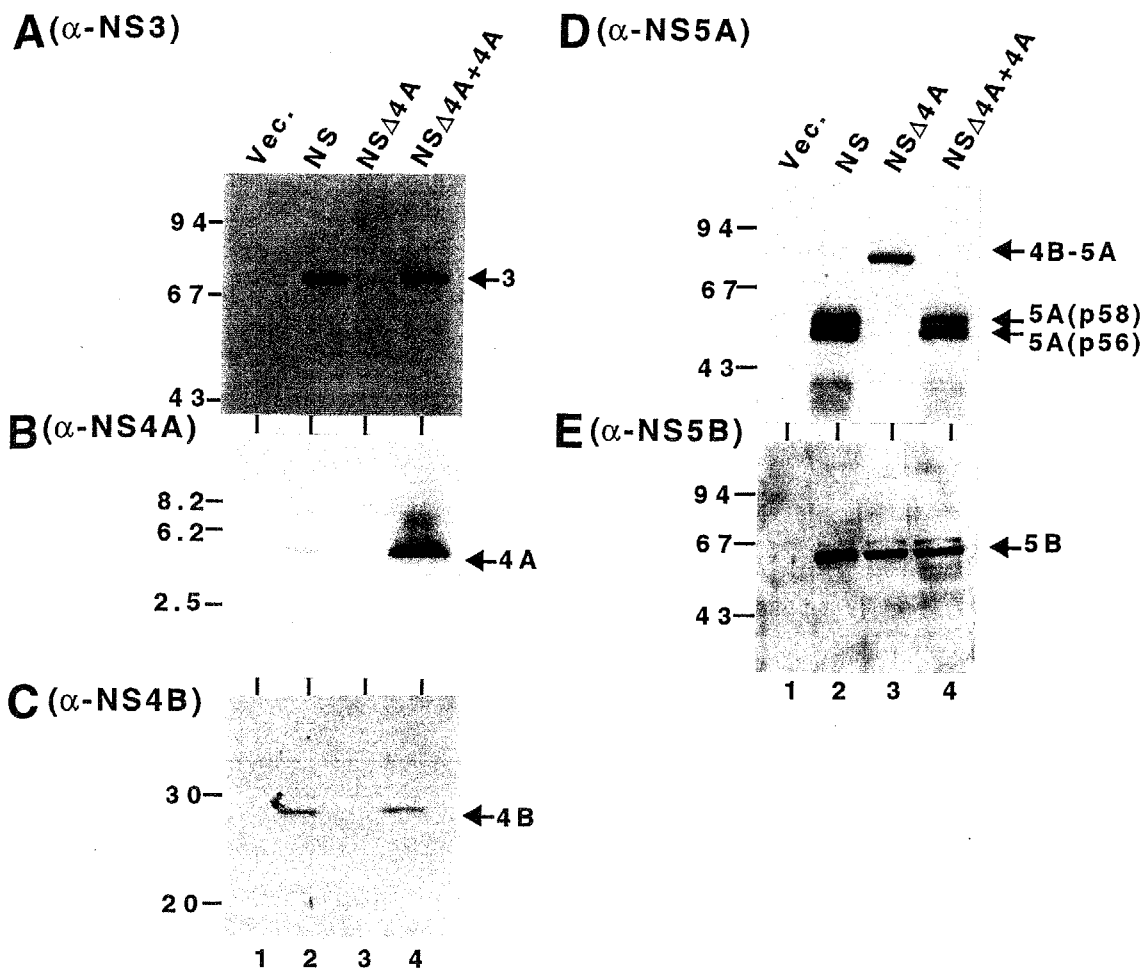 A (α-NS3)
Vec. NS NSΔ4A NSΔ4A+4A
94
67
43
3
B (α-NS4A)
8.2
6.2
2.5
4A
C (α-NS4B)
30
20
4B
1 2 3 4
D (α-NS5A)
Vec. NS NSΔ4A NSΔ4A+4A
94
67
43
4B-5A
5A(p58)
5A(p56)
E (α-NS5B)
94
67
43
5B
1 2 3 4